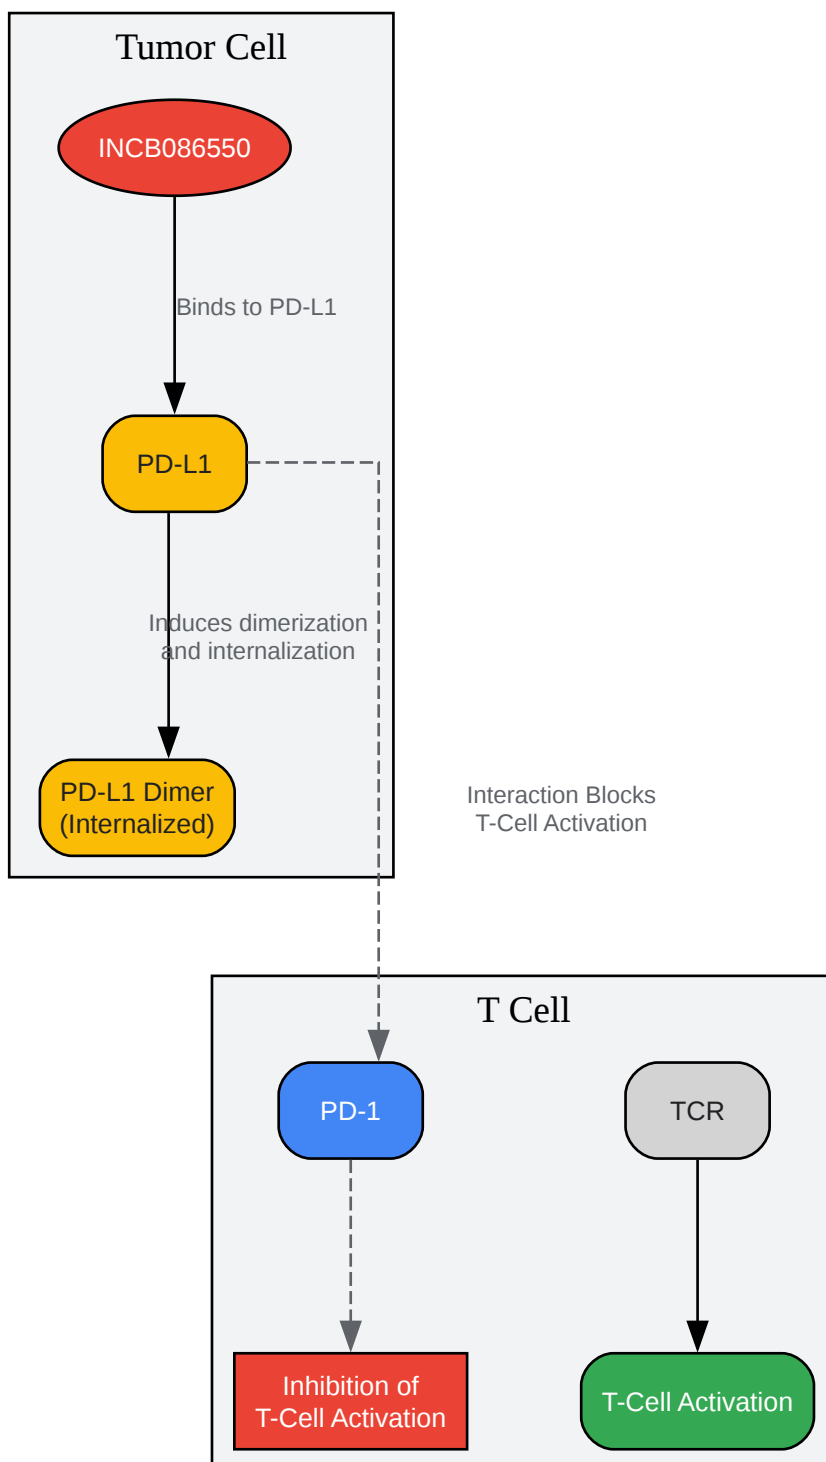 Tumor Cell
INCB086550
Binds to PD-L1
PD-L1
Induces dimerization
and internalization
PD-L1 Dimer
(Internalized)
Interaction Blocks
T-Cell Activation
T Cell
PD-1
TCR
Inhibition of
T-Cell Activation
T-Cell Activation